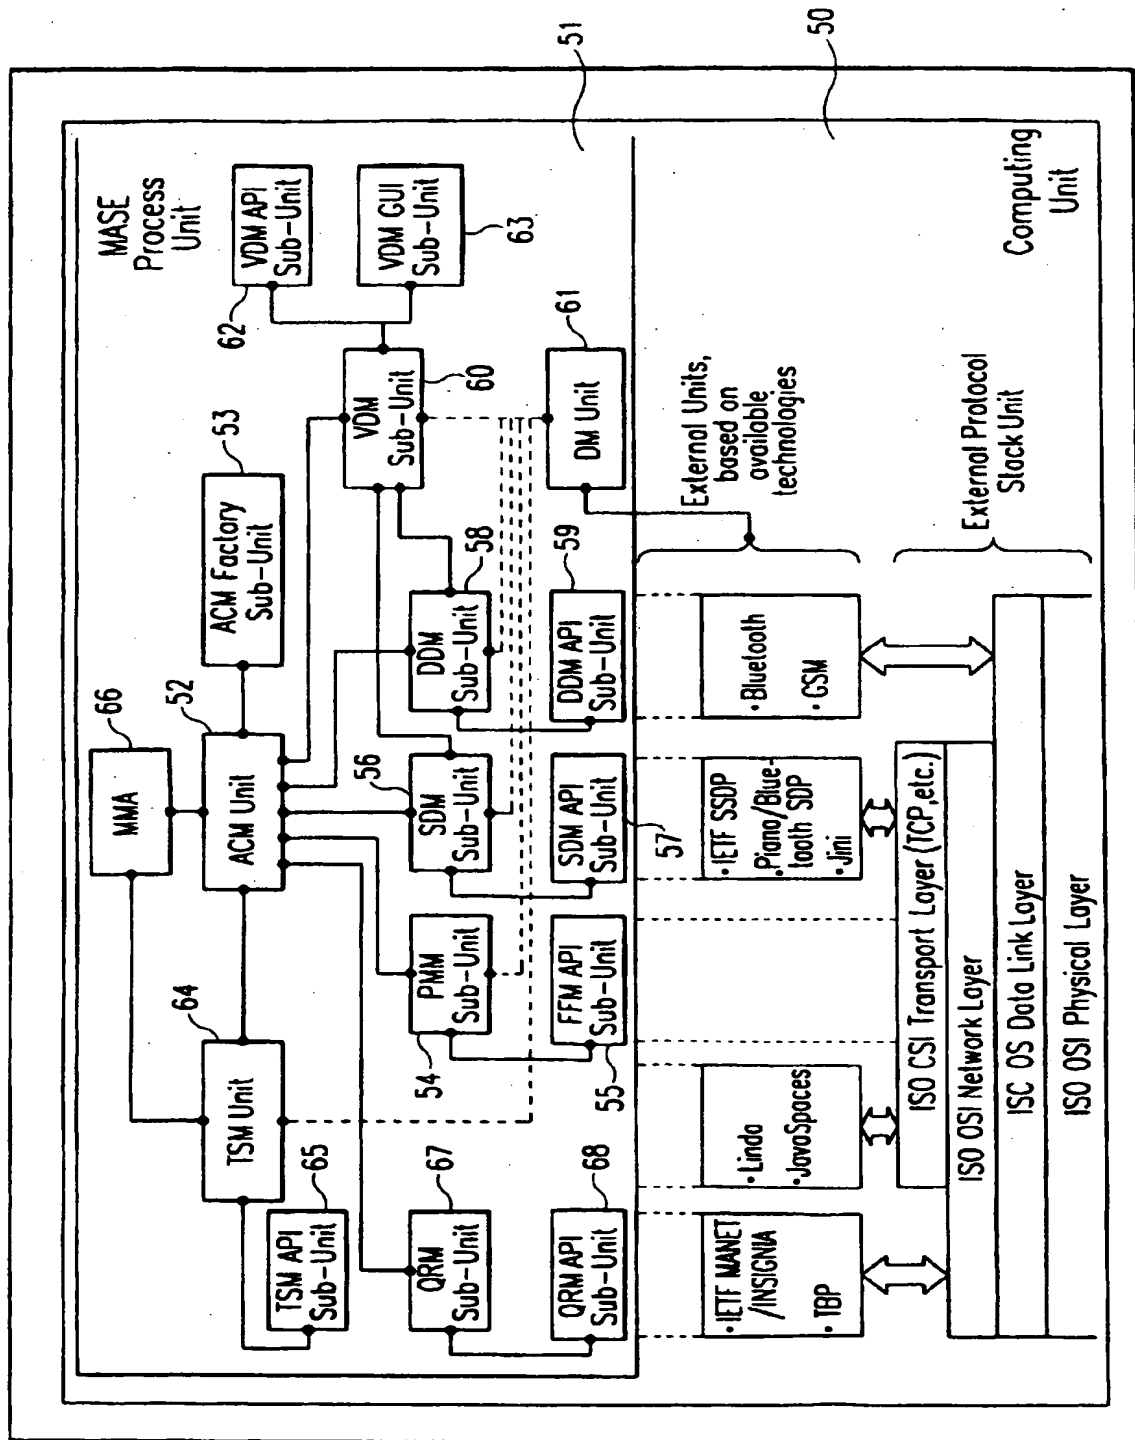 MASE
Process
Unit
66
MMA
64
TSM Unit
52
ACM Unit
53
ACM Factory
Sub-Unit
62
VDM API
Sub-Unit
VDM GUI
Sub-Unit
63
65
TSM API
Sub-Unit
60
VDM
Sub-Unit
67
QRM
Sub-Unit
54
PMM
Sub-Unit
56
SDM
Sub-Unit
58
DDM
Sub-Unit
61
DM Unit
68
QRM API
Sub-Unit
55
FFM API
Sub-Unit
57
SDM API
Sub-Unit
59
DDM API
Sub-Unit
51
External Units,
based on
available
technologies
• IETF MANET
/INSIGNIA
• TBP
• Linda
• JavaSpaces
• IETF SSDP
• Piano/Blue-
tooth SDP
• Jini
• Bluetooth
• GSM
50
External Protocol
Stack Unit
ISO CSI Transport Layer (TCP,etc.)
ISO OSI Network Layer
ISC OS Data Link Layer
ISO OSI Physical Layer
Computing
Unit